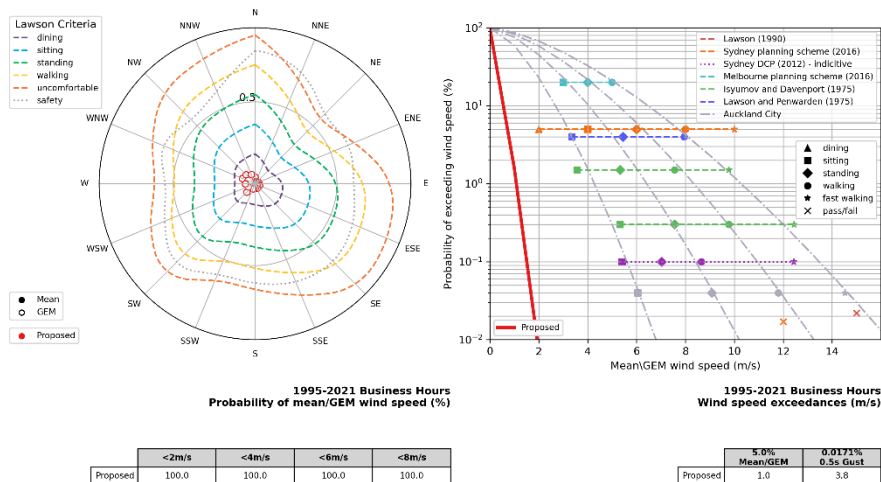 Lawson Criteria
dining
sitting
standing
walking
uncomfortable
safety
N
NNE
NE
ENE
E
ESE
SE
SSE
S
SSW
SW
WSW
W
WNW
NW
NNW
0.5
Mean
GEM
Proposed
1995-2021 Business Hours
Probability of mean/GEM wind speed (%)
<2m/s <4m/s <6m/s <8m/s
Proposed 100.0 100.0 100.0 100.0
Probability of exceeding wind speed (%)
10²
10¹
10⁰
10⁻¹
10⁻²
0 2 4 6 8 10 12 14
Mean\GEM wind speed (m/s)
Lawson (1990)
Sydney planning scheme (2016)
Sydney DCP (2012) - Indicitive
Melbourne planning scheme (2016)
Isyumov and Davenport (1975)
Lawson and Penwarden (1975)
Auckland City
dining
sitting
standing
walking
fast walking
pass/fail
Proposed
1995-2021 Business Hours
Wind speed exceedances (m/s)
5.0% 0.0171%
Mean/GEM 0.5s Gust
Proposed 1.0 3.8